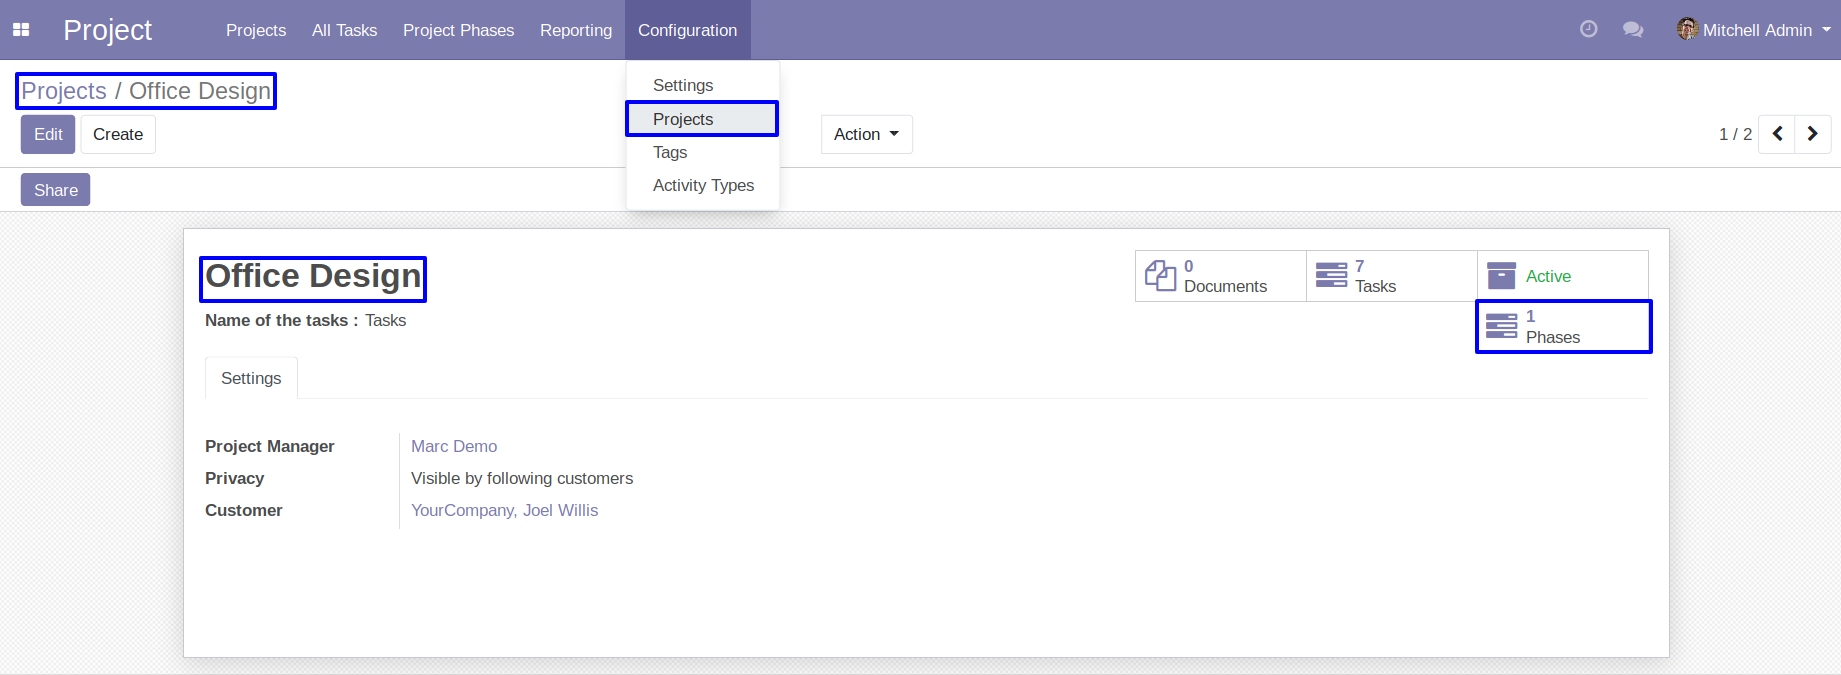 Project Projects All Tasks Project Phases Reporting Configuration Mitchell Admin
Projects / Office Design
Settings
Projects
Tags
Activity Types
Edit Create Action 1 / 2
Share
Office Design
0 Documents
7 Tasks
Active
1 Phases
Name of the tasks : Tasks
Settings
Project Manager Marc Demo
Privacy Visible by following customers
Customer YourCompany, Joel Willis